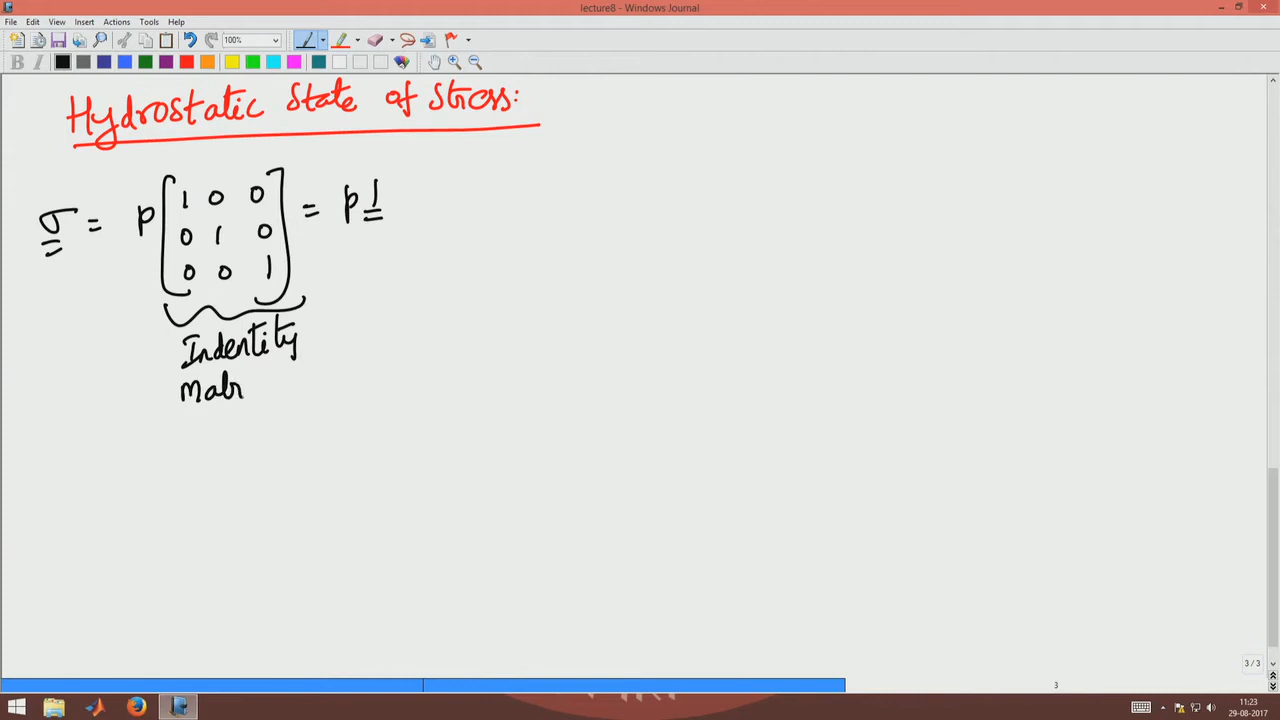 lecture8 - Windows Journal
File Edit View Insert Actions Tools Help
100%
B I
Hydrostatic State of Stress:
σ = p [1 0 0
0 1 0
0 0 1] = p 1
Indentity
Matr
3/3
3
11:23
29-08-2017